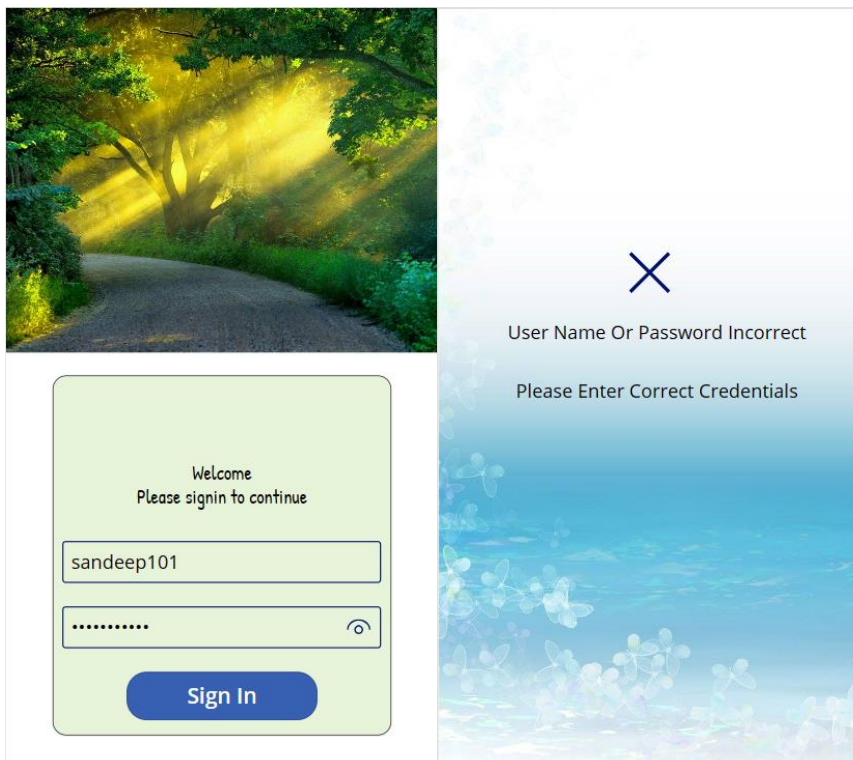 Welcome
Please signin to continue
sandeep101
•••••••••••
Sign In
User Name Or Password Incorrect
Please Enter Correct Credentials